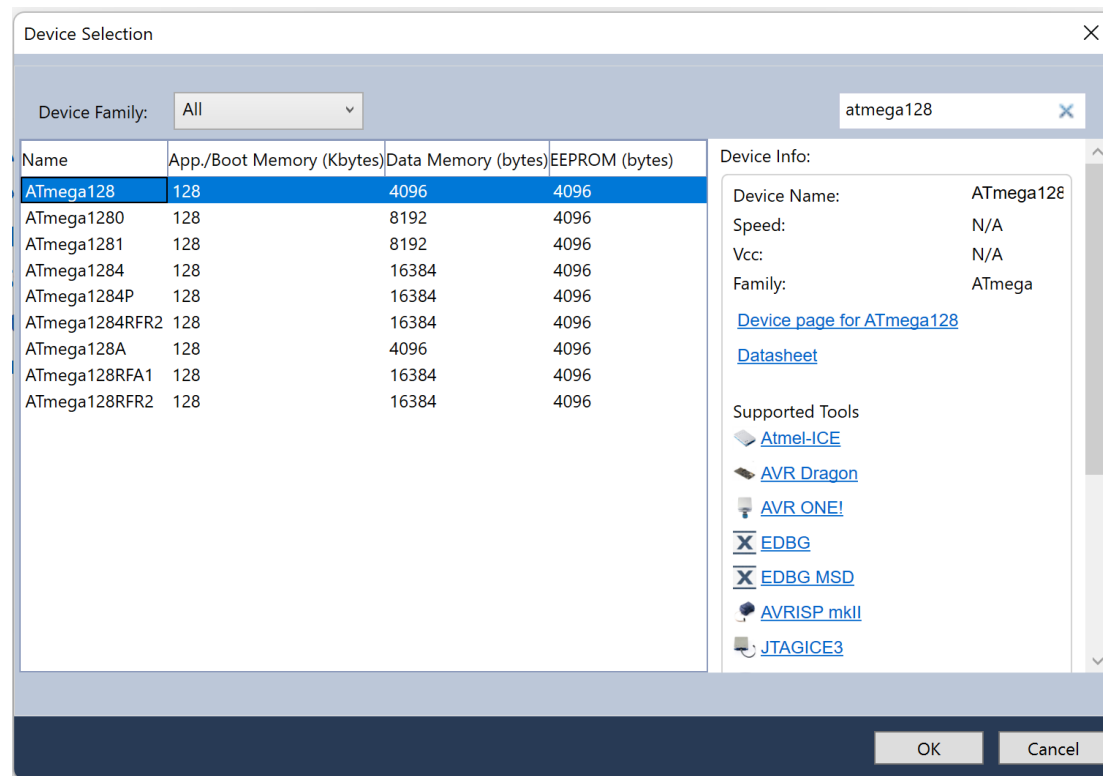 Device Selection
Device Family: All atmega128
Name App./Boot Memory (Kbytes) Data Memory (bytes) EEPROM (bytes)
ATmega128 128 4096 4096
ATmega1280 128 8192 4096
ATmega1281 128 8192 4096
ATmega1284 128 16384 4096
ATmega1284P 128 16384 4096
ATmega1284RFR2 128 16384 4096
ATmega128A 128 4096 4096
ATmega128RFA1 128 16384 4096
ATmega128RFR2 128 16384 4096
Device Info:
Device Name: ATmega128
Speed: N/A
Vcc: N/A
Family: ATmega
Device page for ATmega128
Datasheet
Supported Tools
Atmel-ICE
AVR Dragon
AVR ONE!
EDBG
EDBG MSD
AVRISP mkII
JTAGICE3
OK Cancel